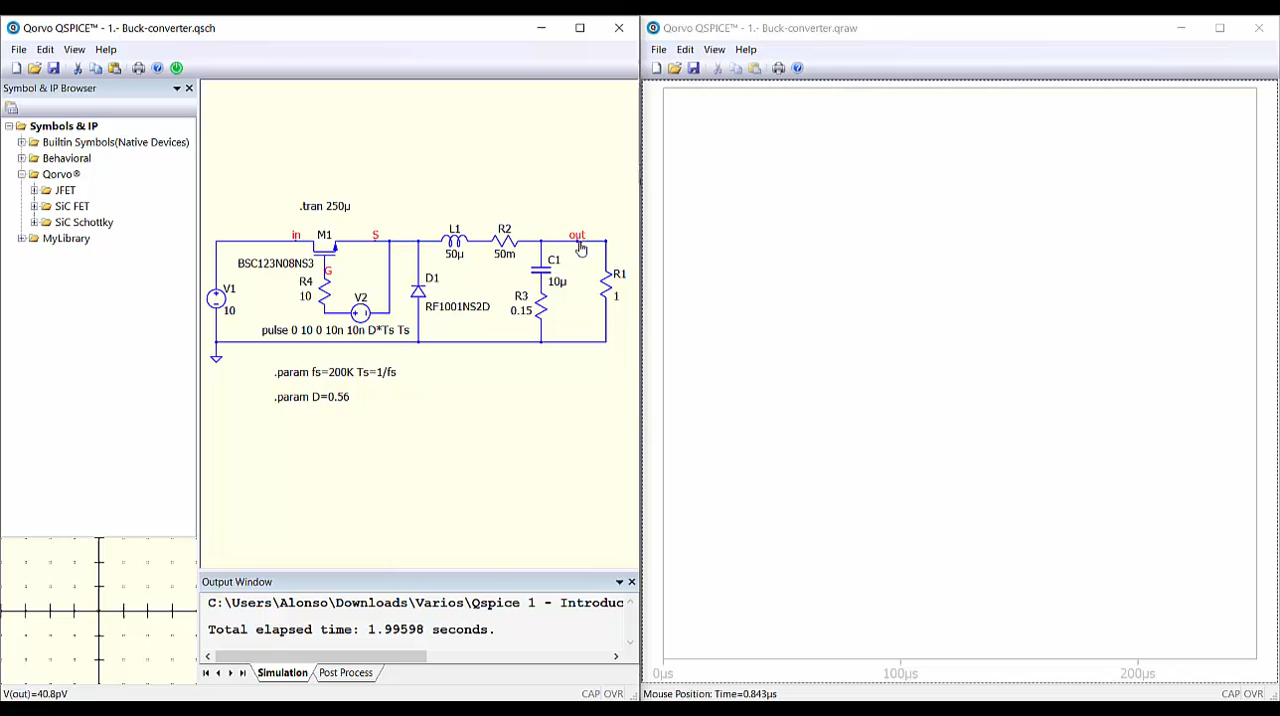 Qorvo QSPICE™ - 1.- Buck-converter.qsch
File Edit View Help
Symbol & IP Browser
Symbols & IP
Builtin Symbols(Native Devices)
Behavioral
Qorvo®
JFET
SiC FET
SiC Schottky
MyLibrary
.tran 250µ
in
M1
S
L1
R2
out
50µ
50m
BSC123N08NS3
G
C1
R4
D1
R1
10µ
10
V2
V1
R3
1
RF1001NS2D
0.15
10
pulse 0 10 0 10n 10n D*Ts Ts
.param fs=200K Ts=1/fs
.param D=0.56
Output Window
C:\Users\Alonso\Downloads\Varios\Qspice 1 - Introduc
Total elapsed time: 1.99598 seconds.
Simulation Post Process
V(out)=40.8pV
CAP OVR
Qorvo QSPICE™ - 1.- Buck-converter.qraw
File Edit View Help
0µs 100µs 200µs
Mouse Position: Time=0.843µs
CAP OVR